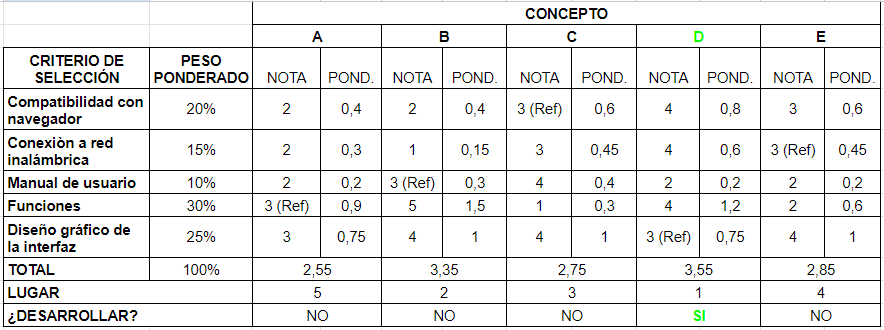 CONCEPTO
A B C D E
CRITERIO DE SELECCIÓN PESO PONDERADO NOTA POND. NOTA POND. NOTA POND. NOTA POND. NOTA POND.
Compatibilidad con navegador 20% 2 0,4 2 0,4 3 (Ref) 0,6 4 0,8 3 0,6
Conexiòn a red inalámbrica 15% 2 0,3 1 0,15 3 0,45 4 0,6 3 (Ref) 0,45
Manual de usuario 10% 2 0,2 3 (Ref) 0,3 4 0,4 2 0,2 2 0,2
Funciones 30% 3 (Ref) 0,9 5 1,5 1 0,3 4 1,2 2 0,6
Diseño gráfico de la interfaz 25% 3 0,75 4 1 4 1 3 (Ref) 0,75 4 1
TOTAL 100% 2,55 3,35 2,75 3,55 2,85
LUGAR 5 2 3 1 4
¿DESARROLLAR? NO NO NO SI NO